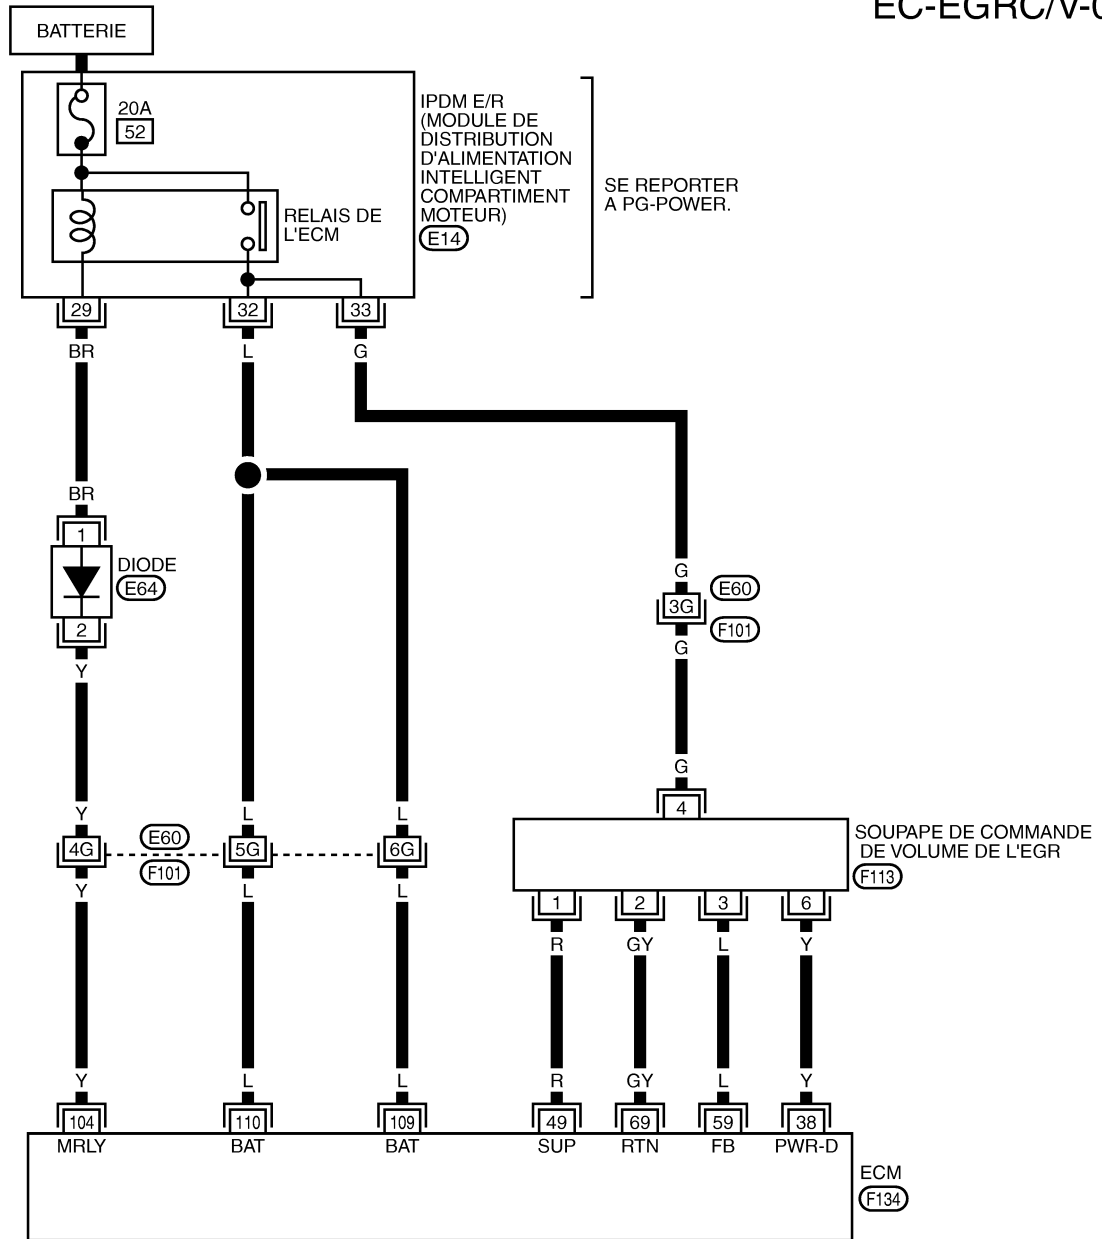 EC-EGRC/V-0
BATTERIE
20A
52
IPDM E/R
(MODULE DE
DISTRIBUTION
D'ALIMENTATION
INTELLIGENT
COMPARTIMENT
MOTEUR)
E14
SE REPORTER
A PG-POWER.
RELAIS DE
L'ECM
29 32 33
BR L G
BR
1
DIODE
E64
2
Y
G
3G
E60
F101
G
G
4
Y L L
4G E60 F101 5G 6G
Y L L
SOUPAPE DE COMMANDE
DE VOLUME DE L'EGR
F113
1 2 3 6
R GY L Y
Y L L R GY L Y
104 110 109 49 69 59 38
MRLY BAT BAT SUP RTN FB PWR-D
ECM
F134